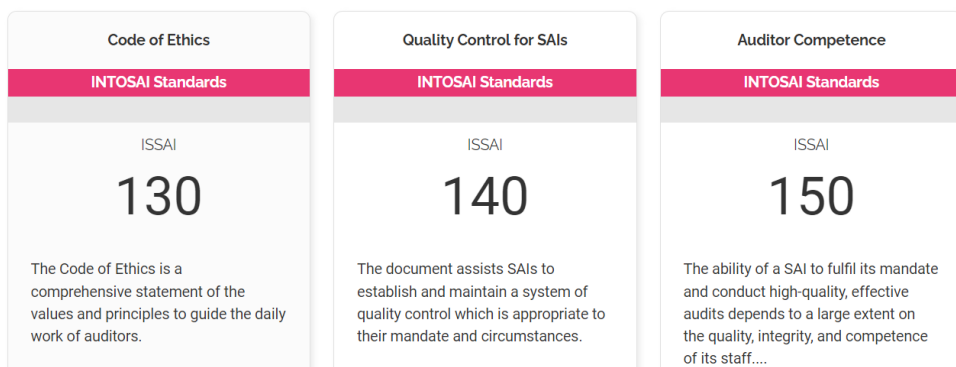 Code of Ethics
INTOSAI Standards
ISSAI
130
The Code of Ethics is a
comprehensive statement of the
values and principles to guide the daily
work of auditors.
Quality Control for SAIs
INTOSAI Standards
ISSAI
140
The document assists SAIs to
establish and maintain a system of
quality control which is appropriate to
their mandate and circumstances.
Auditor Competence
INTOSAI Standards
ISSAI
150
The ability of a SAI to fulfil its mandate
and conduct high-quality, effective
audits depends to a large extent on
the quality, integrity, and competence
of its staff....